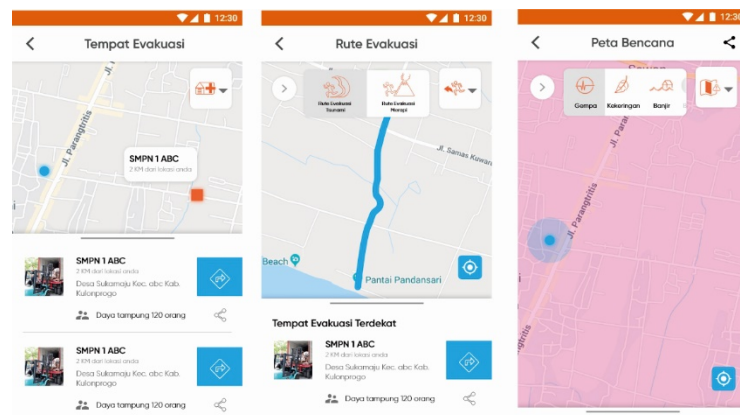 12:30
Tempat Evakuasi
Jl. Parangtritis
SMPN 1 ABC
2 KM dari lokasi anda
SMPN 1 ABC
2 KM dari lokasi anda
Desa Sukamaju Kec. abc Kab.
Kulonprogo
Daya tampung 120 orang
SMPN 1 ABC
2 KM dari lokasi anda
Desa Sukamaju Kec. abc Kab.
Kulonprogo
Daya tampung 120 orang
12:30
Rute Evakuasi
Rute Evakuasi
Tsunami
Rute Evakuasi
Merapi
Jl. Samas Kuwaru
Beach
Pantai Pandansari
Tempat Evakuasi Terdekat
SMPN 1 ABC
2 KM dari lokasi anda
Desa Sukamaju Kec. abc Kab.
Kulonprogo
Daya tampung 120 orang
12:30
Peta Bencana
Gempa
Kekeringan
Banjir
Jl. Paran
Jl. Parangtritis